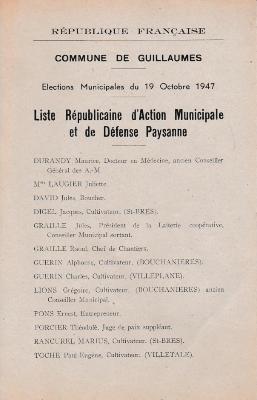 RÉPUBLIQUE FRANÇAISE
COMMUNE DE GUILLAUMES
Elections Municipales du 19 Octobre 1947
Liste Républicaine d'Action Municipale
et de Défense Paysanne
DURANDY Maurice, Docteur en Médecine, ancien Conseiller
Général des A.-M
Mme LAUGIER Juliette.
DAVID Jules, Boucher.
DIGEL Jacques, Cultivateur. (St-BRES).
GRAILLE Jules, Président de la Laiterie coopérative,
Conseiller Municipal sortant.
GRAILLE Raoul, Chef de Chantiers.
GUERIN Alphonse, Cultivateur. (BOUCHANIERES).
GUERIN Charles, Cultivateur. (VILLEPLANE).
LIONS Grégoire, Cultivateur. (BOUCHANIERES) ancien
Conseiller Municipal.
PONS Ernest, Entrepreneur.
PORCIER Théodule, Juge de paix suppléant.
RANCUREL MARIUS, Cultivateur. (St-BRES).
TOCHE Paul Eugène, Cultivateur. (VILLETALE).